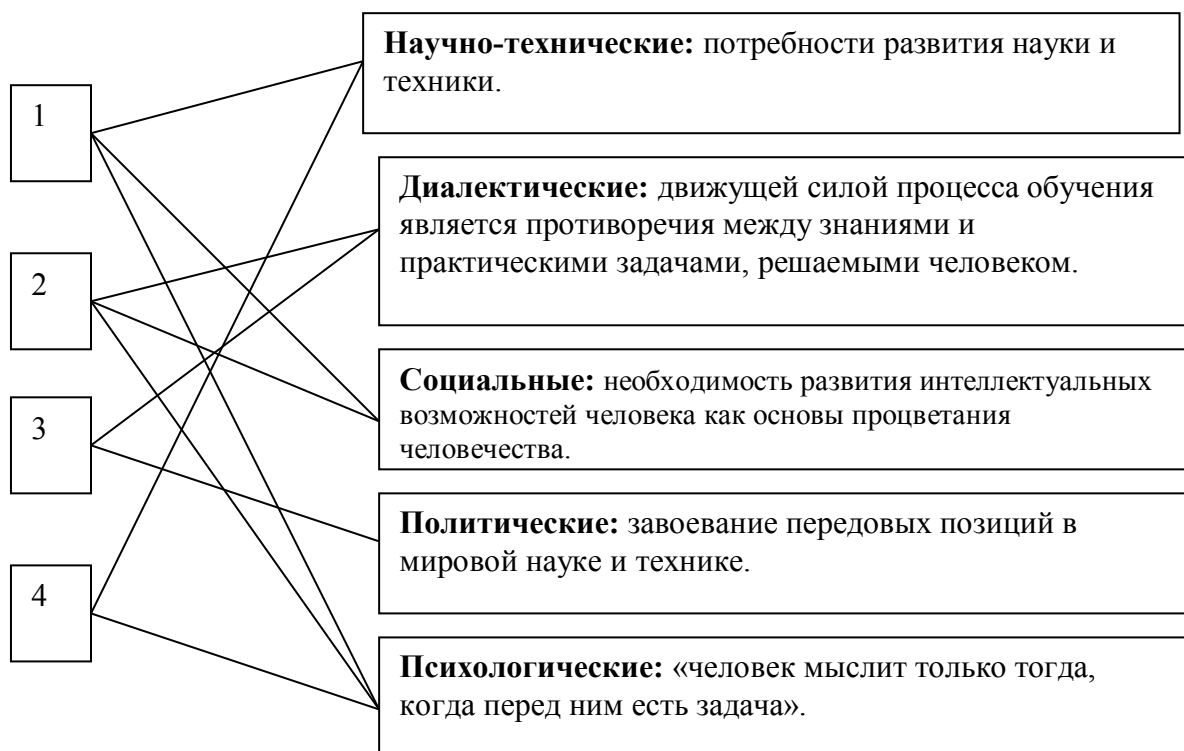 Научно-технические: потребности развития науки и
техники.
1
Диалектические: движущей силой процесса обучения
является противоречия между знаниями и
практическими задачами, решаемыми человеком.
2
Социальные: необходимость развития интеллектуальных
возможностей человека как основы процветания
человечества.
3
Политические: завоевание передовых позиций в
мировой науке и технике.
4
Психологические: «человек мыслит только тогда,
когда перед ним есть задача».